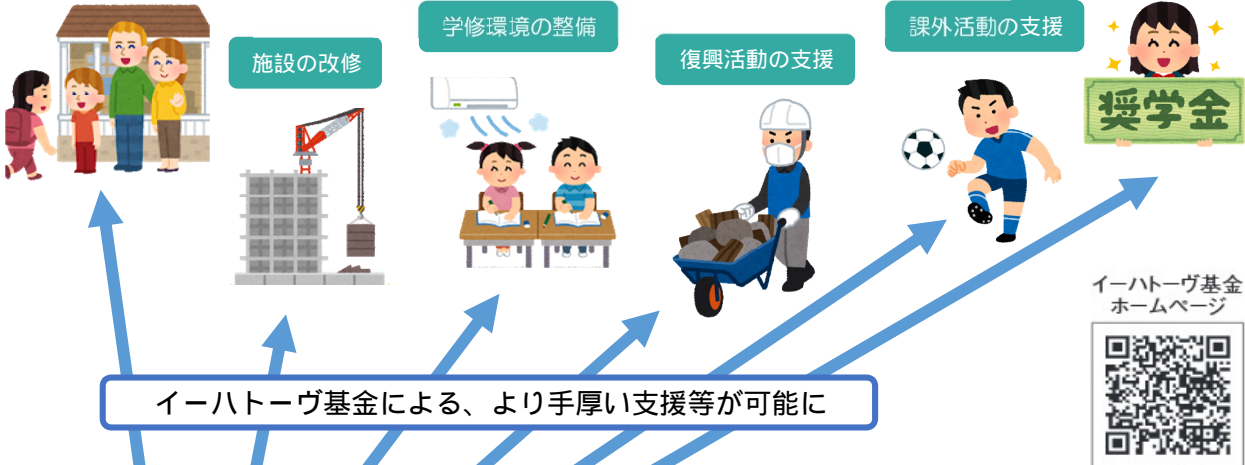 学修環境の整備
課外活動の支援
施設の改修
復興活動の支援
奨学金
イーハトーヴ基金
ホームページ
イーハトーヴ基金による、より手厚い支援等が可能に